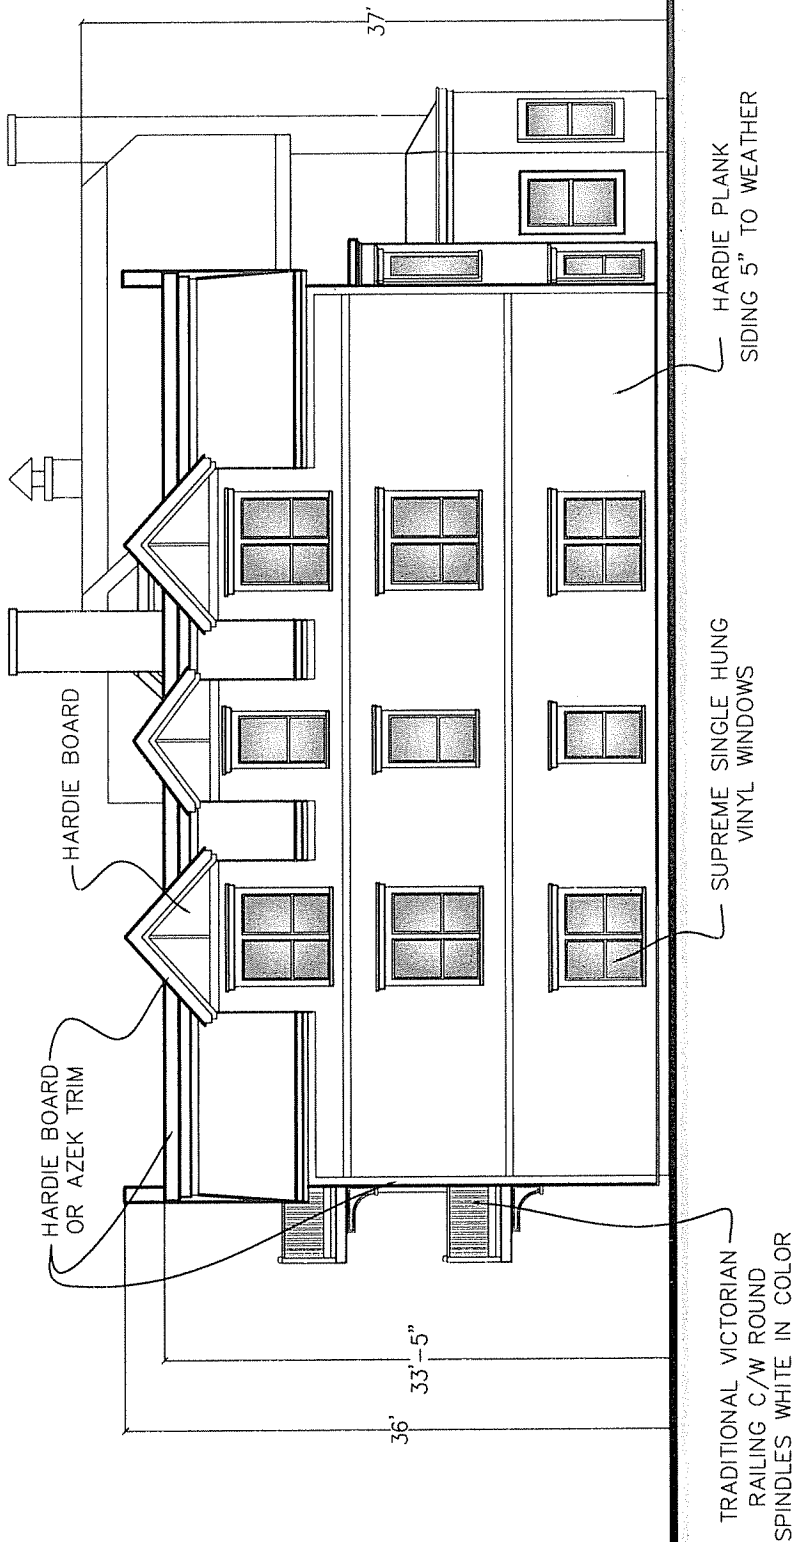 HARDIE BOARD
OR AZEK TRIM
HARDIE BOARD
36'
33'-5"
37'
TRADITIONAL VICTORIAN
RAILING C/W ROUND
SPINDLES WHITE IN COLOR
SUPREME SINGLE HUNG
VINYL WINDOWS
HARDIE PLANK
SIDING 5" TO WEATHER